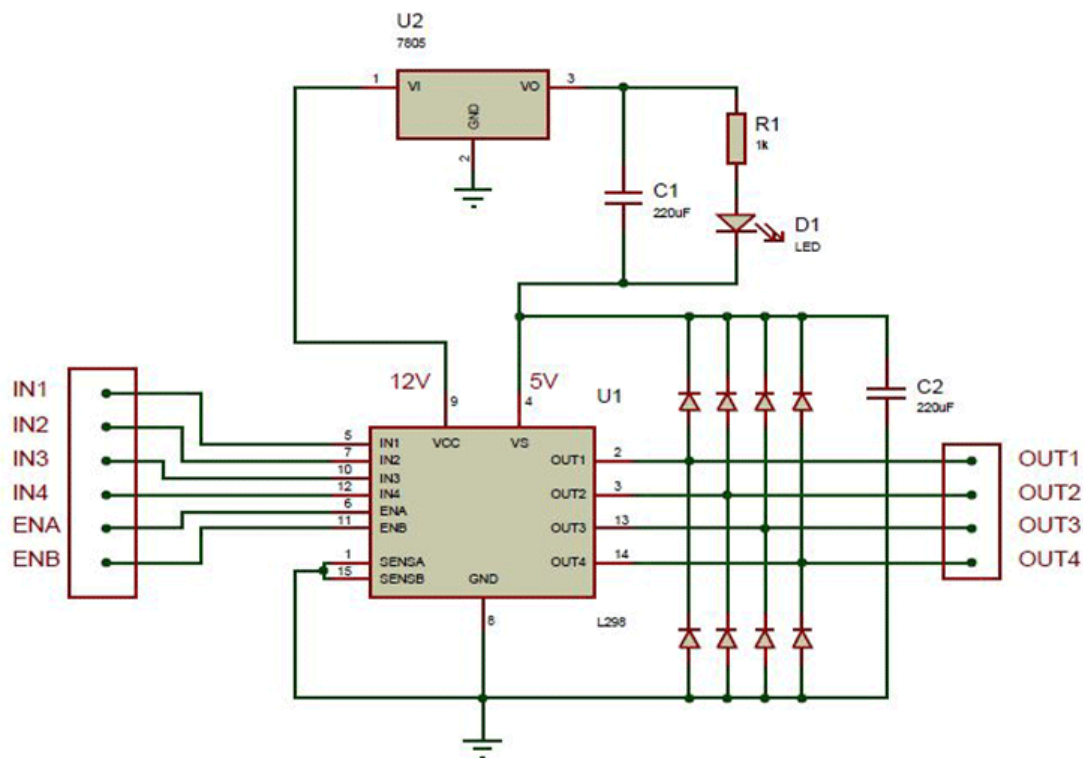 U2
7805
1
VI
VO
3
GND
2
R1
1k
C1
220uF
D1
LED
12V
5V
9
4
U1
C2
220uF
IN1
IN2
IN3
IN4
ENA
ENB
5
7
10
12
6
11
1
15
IN1
IN2
IN3
IN4
ENA
ENB
SENSA
SENSB
VCC
VS
GND
8
OUT1
OUT2
OUT3
OUT4
2
3
13
14
L298
OUT1
OUT2
OUT3
OUT4